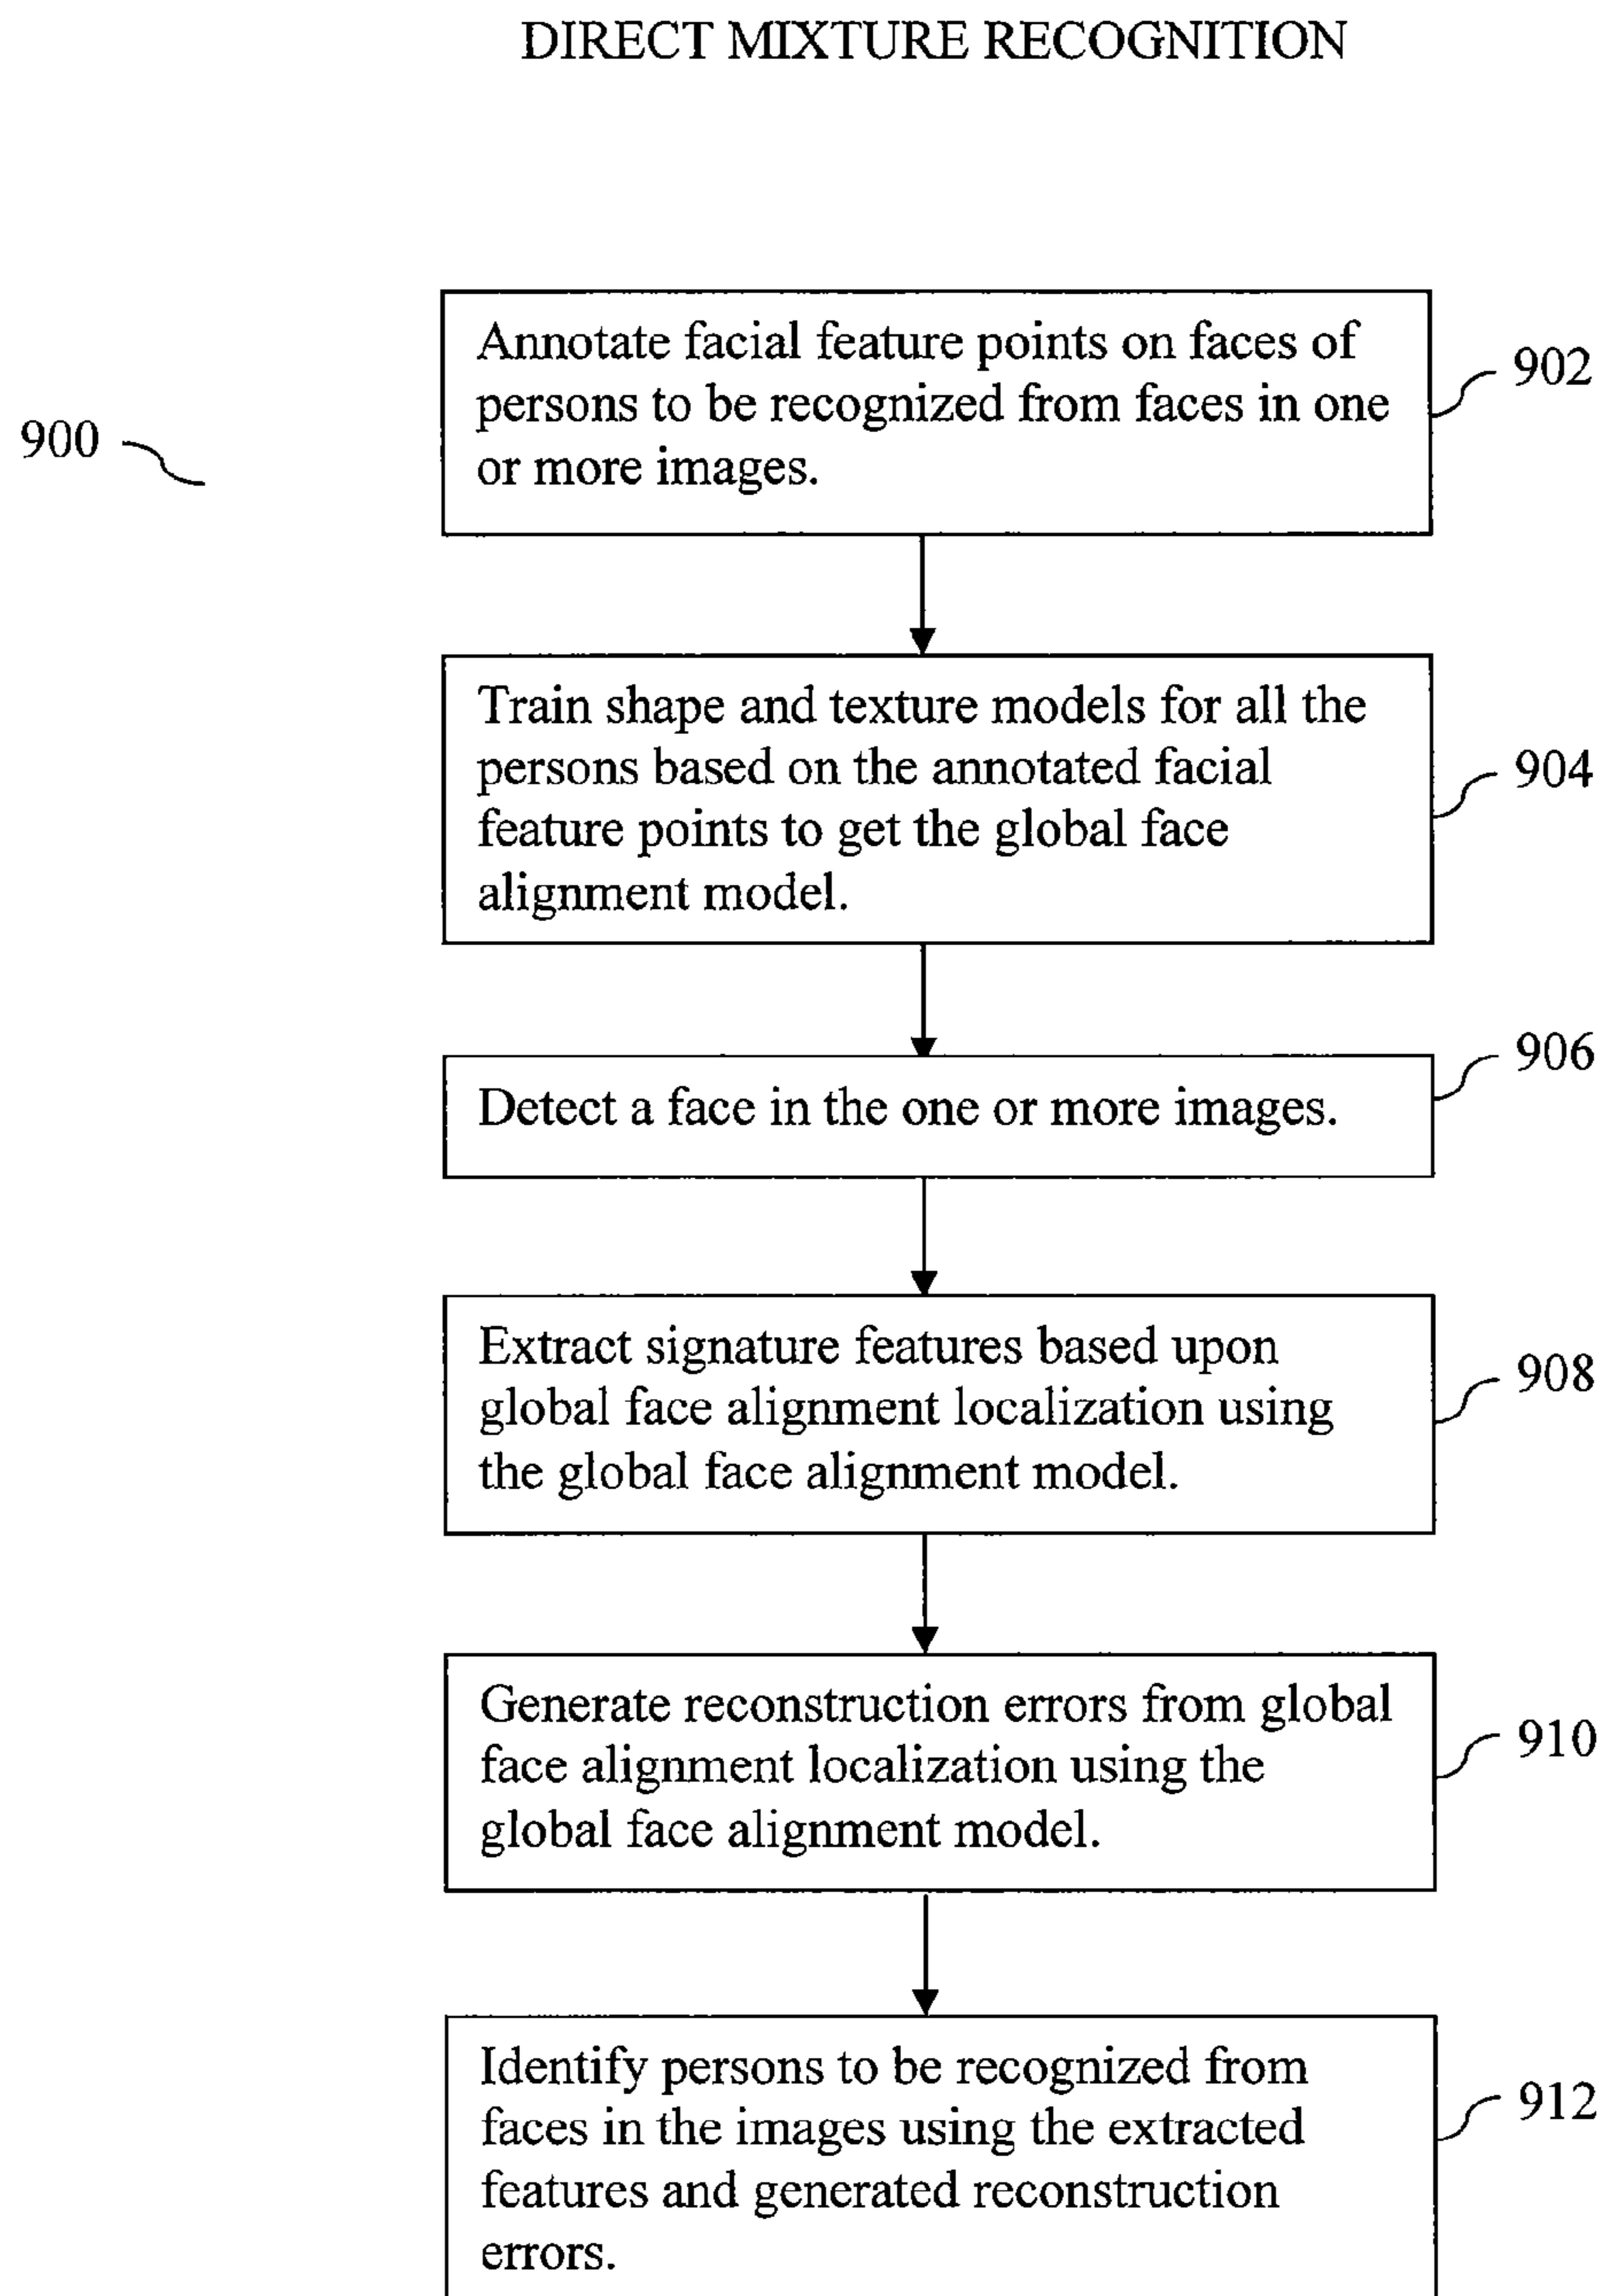 DIRECT MIXTURE RECOGNITION
900
Annotate facial feature points on faces of
persons to be recognized from faces in one
or more images.
902
Train shape and texture models for all the
persons based on the annotated facial
feature points to get the global face
alignment model.
904
Detect a face in the one or more images.
906
Extract signature features based upon
global face alignment localization using
the global face alignment model.
908
Generate reconstruction errors from global
face alignment localization using the
global face alignment model.
910
Identify persons to be recognized from
faces in the images using the extracted
features and generated reconstruction
errors.
912